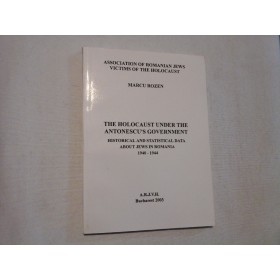 ASSOCIATION OF ROMANIAN JEWS
VICTIMS OF THE HOLOCAUST
MARCU ROZEN
THE HOLOCAUST UNDER THE
ANTONESCU'S GOVERNMENT
HISTORICAL AND STATISTICAL DATA
ABOUT JEWS IN ROMANIA
1940 - 1944
A.R.J.V.H.
Bucharest 2005